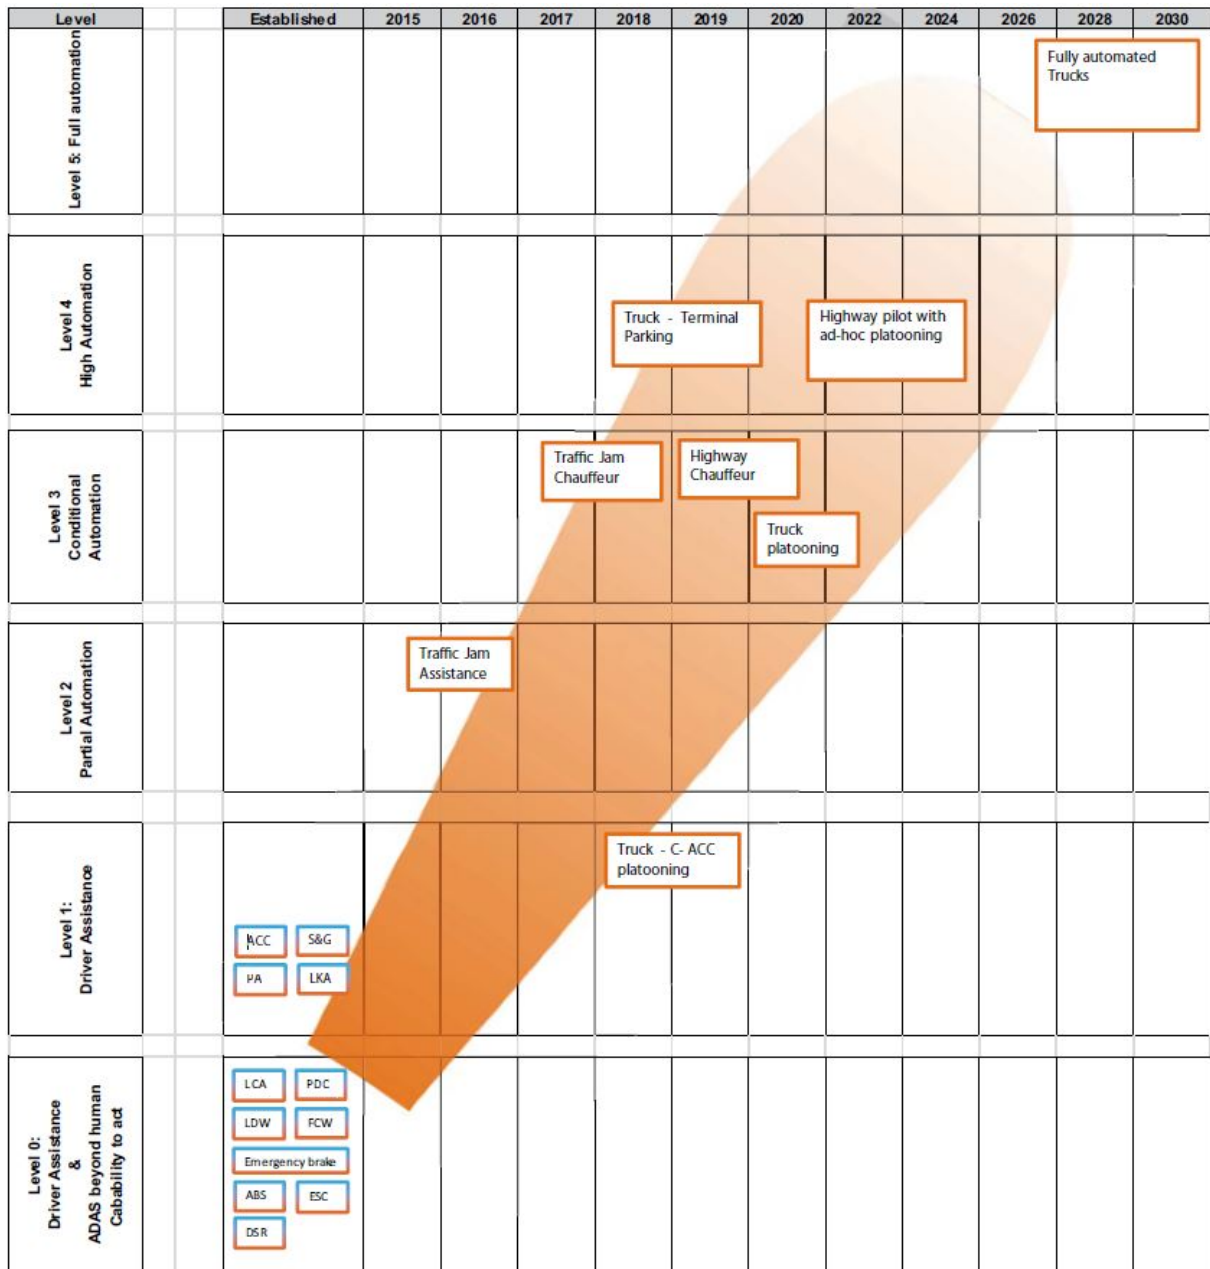 Level Established 2015 2016 2017 2018 2019 2020 2022 2024 2026 2028 2030
Level 5: Full automation
Fully automated
Trucks
Level 4
High Automation
Truck - Terminal
Parking
Highway pilot with
ad-hoc platooning
Level 3
Conditional
Automation
Traffic Jam
Chauffeur
Highway
Chauffeur
Truck
platooning
Level 2
Partial Automation
Traffic Jam
Assistance
Level 1:
Driver Assistance
Truck - C- ACC
platooning
ACC S&G
PA LKA
Level 0:
Driver Assistance
&
ADAS beyond human
Cabability to act
LCA PDC
LDW FCW
Emergency brake
ABS ESC
DSR